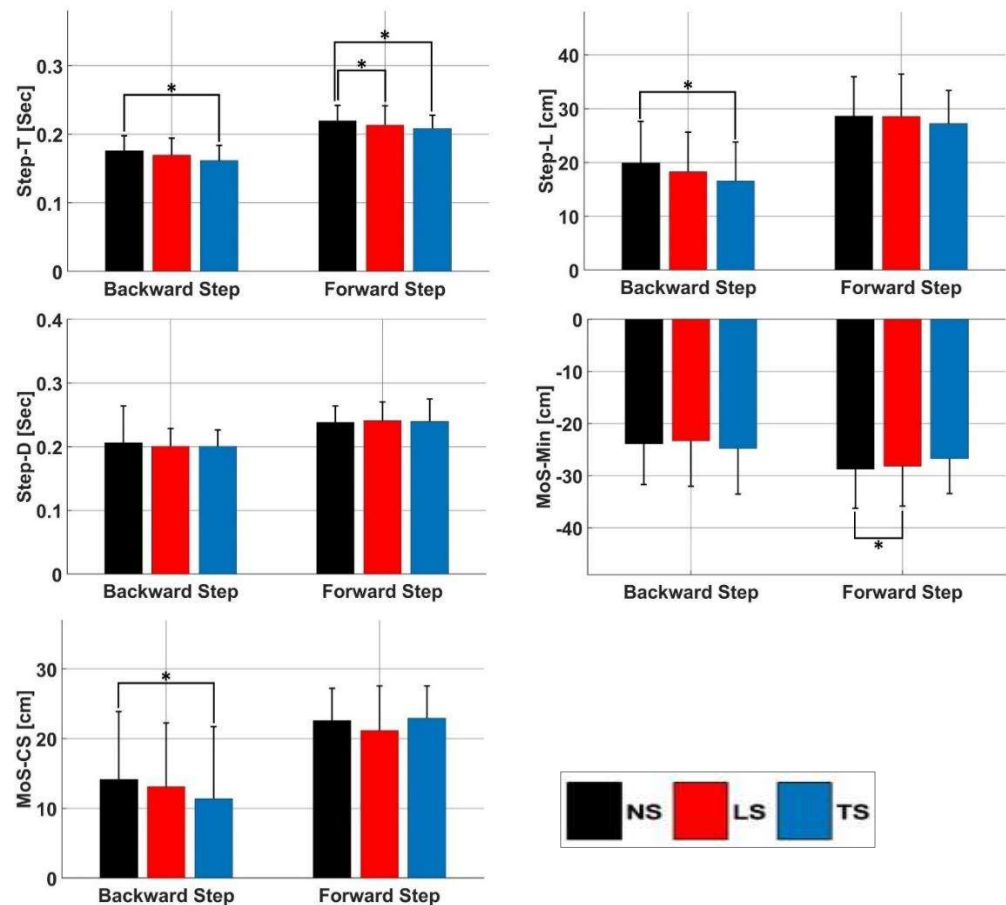 Step-T [Sec]
0.3
0.2
0.1
0
*
*
*
Backward Step
Forward Step
Step-L [cm]
40
30
20
10
0
*
Backward Step
Forward Step
Step-D [Sec]
0.4
0.3
0.2
0.1
0
Backward Step
Forward Step
MoS-Min [cm]
0
-10
-20
-30
-40
*
Backward Step
Forward Step
MoS-CS [cm]
30
20
10
0
*
Backward Step
Forward Step
NS
LS
TS